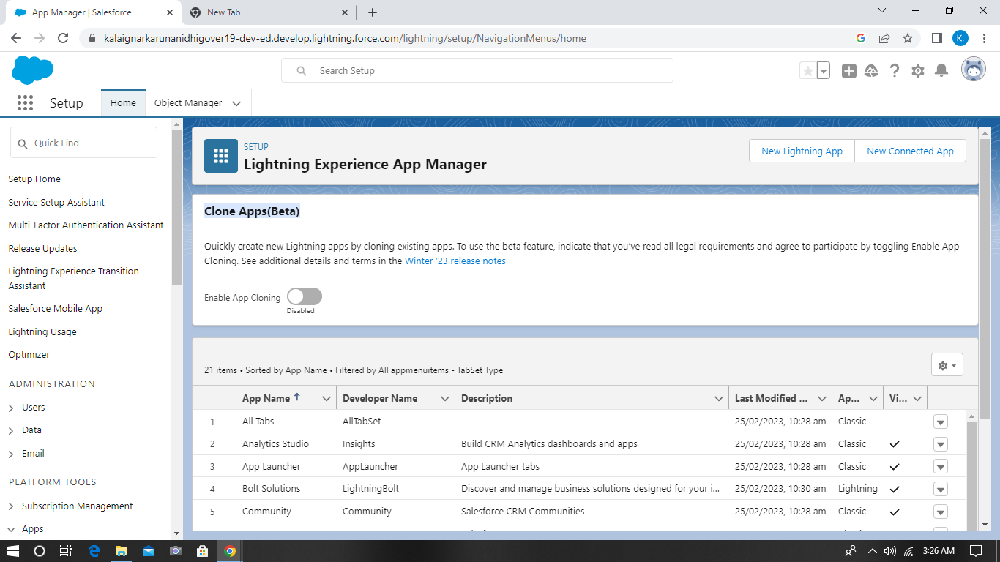 App Manager | Salesforce
New Tab
kalaignarkarunanidhigover19-dev-ed.develop.lightning.force.com/lightning/setup/NavigationMenus/home
K.
Search Setup
Setup
Home
Object Manager
Quick Find
Setup Home
Service Setup Assistant
Multi-Factor Authentication Assistant
Release Updates
Lightning Experience Transition
Assistant
Salesforce Mobile App
Lightning Usage
Optimizer
ADMINISTRATION
Users
Data
Email
PLATFORM TOOLS
Subscription Management
Apps
SETUP
Lightning Experience App Manager
New Lightning App
New Connected App
Clone Apps(Beta)
Quickly create new Lightning apps by cloning existing apps. To use the beta feature, indicate that you've read all legal requirements and agree to participate by toggling Enable App
Cloning. See additional details and terms in the Winter '23 release notes
Enable App Cloning
Disabled
21 items • Sorted by App Name • Filtered by All appmenuitems - TabSet Type
App Name Developer Name Description Last Modified ... Ap... Vi...
1 All Tabs AllTabSet 25/02/2023, 10:28 am Classic
2 Analytics Studio Insights Build CRM Analytics dashboards and apps 25/02/2023, 10:28 am Classic
3 App Launcher AppLauncher App Launcher tabs 25/02/2023, 10:28 am Classic
4 Bolt Solutions LightningBolt Discover and manage business solutions designed for your i... 25/02/2023, 10:30 am Lightning
5 Community Community Salesforce CRM Communities 25/02/2023, 10:28 am Classic
3:26 AM